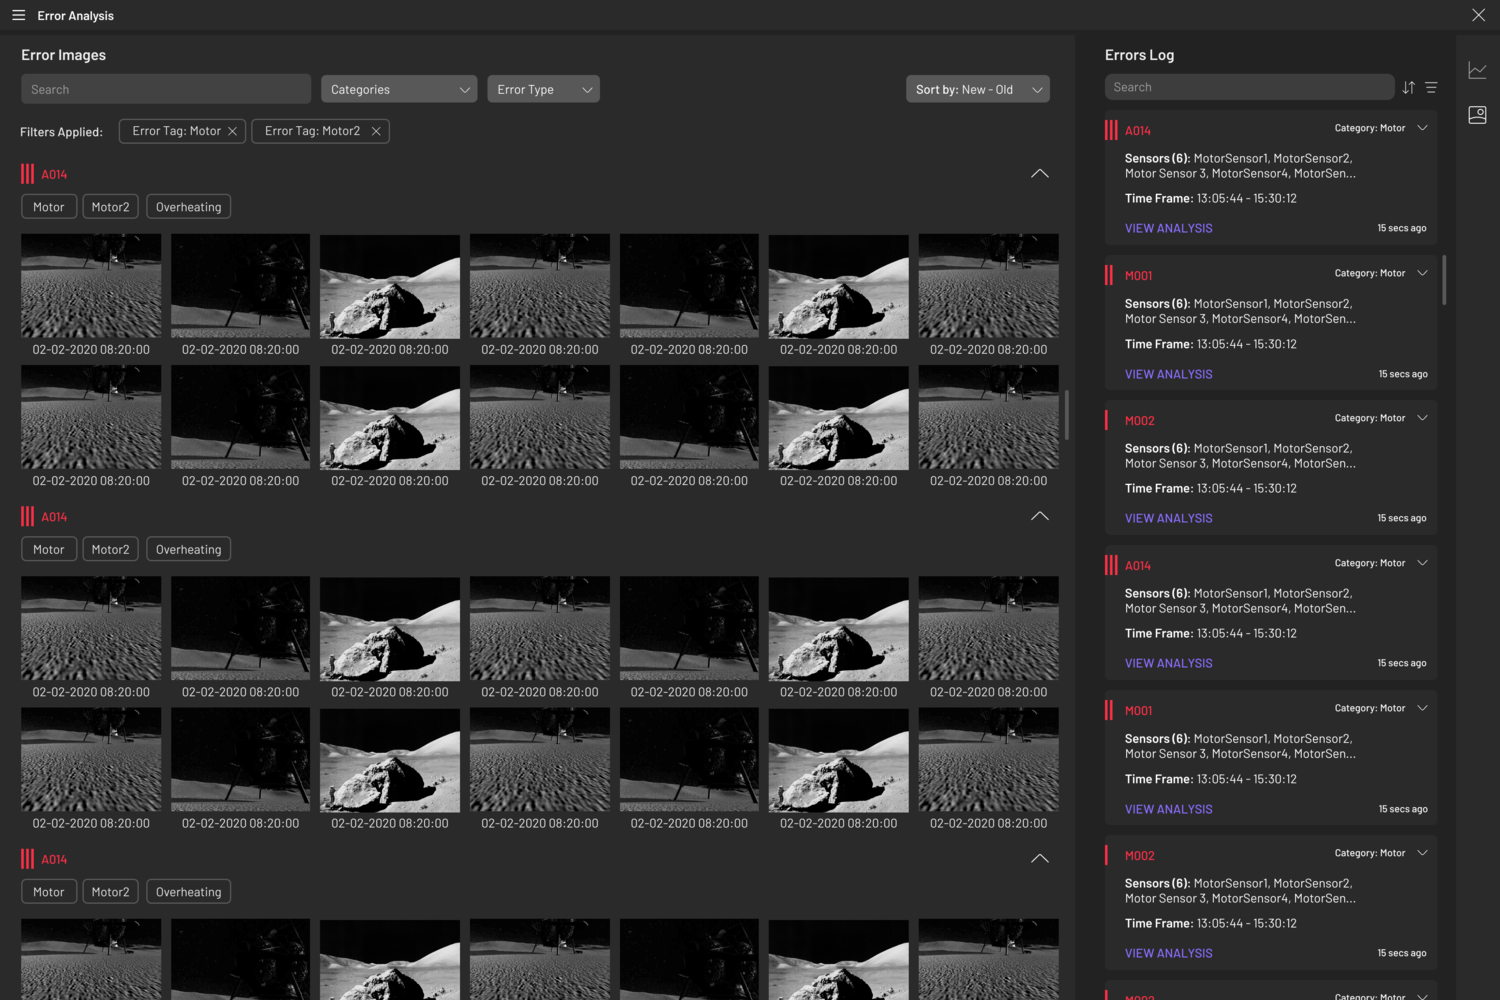 Error Analysis
Error Images
Search
Categories
Error Type
Sort by: New - Old
Filters Applied:
Error Tag: Motor
Error Tag: Motor2
A014
Motor
Motor2
Overheating
02-02-2020 08:20:00
02-02-2020 08:20:00
02-02-2020 08:20:00
02-02-2020 08:20:00
02-02-2020 08:20:00
02-02-2020 08:20:00
02-02-2020 08:20:00
02-02-2020 08:20:00
02-02-2020 08:20:00
02-02-2020 08:20:00
02-02-2020 08:20:00
02-02-2020 08:20:00
02-02-2020 08:20:00
02-02-2020 08:20:00
A014
Motor
Motor2
Overheating
02-02-2020 08:20:00
02-02-2020 08:20:00
02-02-2020 08:20:00
02-02-2020 08:20:00
02-02-2020 08:20:00
02-02-2020 08:20:00
02-02-2020 08:20:00
02-02-2020 08:20:00
02-02-2020 08:20:00
02-02-2020 08:20:00
02-02-2020 08:20:00
02-02-2020 08:20:00
02-02-2020 08:20:00
02-02-2020 08:20:00
A014
Motor
Motor2
Overheating
Errors Log
Search
A014
Category: Motor
Sensors (6): MotorSensor1, MotorSensor2,
Motor Sensor 3, MotorSensor4, MotorSen...
Time Frame: 13:05:44 - 15:30:12
VIEW ANALYSIS
15 secs ago
M001
Category: Motor
Sensors (6): MotorSensor1, MotorSensor2,
Motor Sensor 3, MotorSensor4, MotorSen...
Time Frame: 13:05:44 - 15:30:12
VIEW ANALYSIS
15 secs ago
M002
Category: Motor
Sensors (6): MotorSensor1, MotorSensor2,
Motor Sensor 3, MotorSensor4, MotorSen...
Time Frame: 13:05:44 - 15:30:12
VIEW ANALYSIS
15 secs ago
A014
Category: Motor
Sensors (6): MotorSensor1, MotorSensor2,
Motor Sensor 3, MotorSensor4, MotorSen...
Time Frame: 13:05:44 - 15:30:12
VIEW ANALYSIS
15 secs ago
M001
Category: Motor
Sensors (6): MotorSensor1, MotorSensor2,
Motor Sensor 3, MotorSensor4, MotorSen...
Time Frame: 13:05:44 - 15:30:12
VIEW ANALYSIS
15 secs ago
M002
Category: Motor
Sensors (6): MotorSensor1, MotorSensor2,
Motor Sensor 3, MotorSensor4, MotorSen...
Time Frame: 13:05:44 - 15:30:12
VIEW ANALYSIS
15 secs ago
Category: Motor